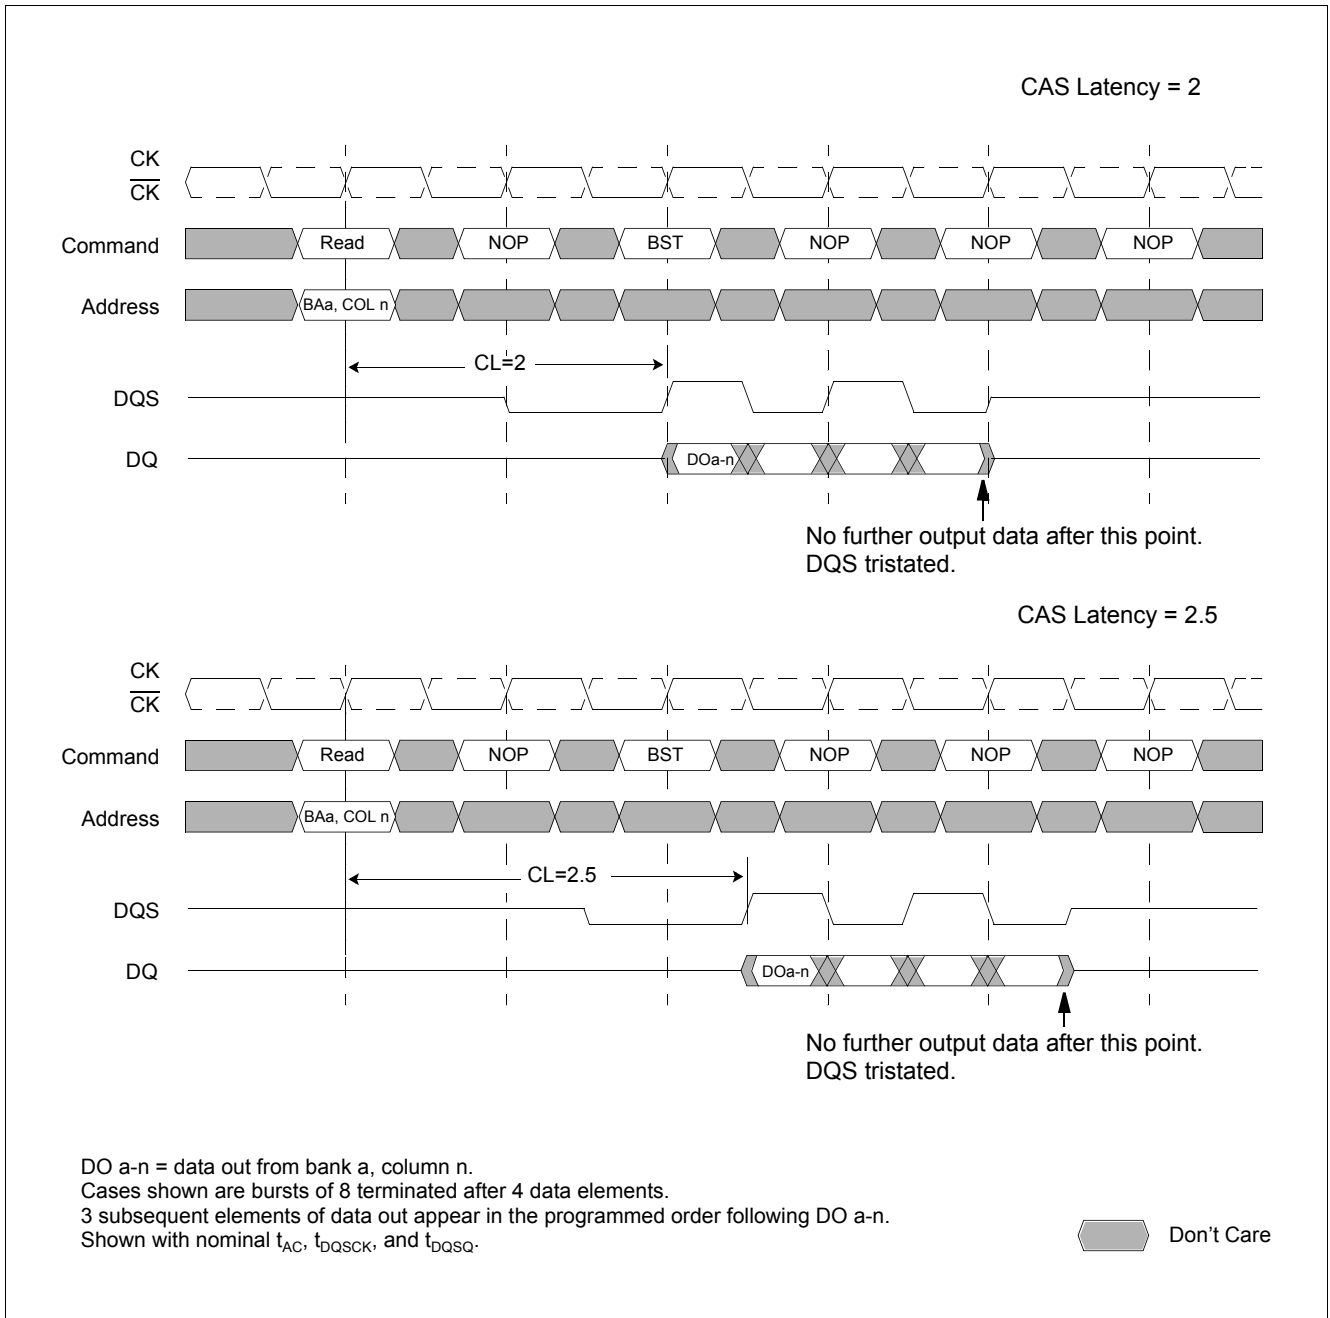 CAS Latency = 2
CK
CK
Command Read NOP BST NOP NOP NOP
Address BAa, COL n
CL=2
DQS
DQ DOa-n
No further output data after this point.
DQS tristated.
CAS Latency = 2.5
CK
CK
Command Read NOP BST NOP NOP NOP
Address BAa, COL n
CL=2.5
DQS
DQ DOa-n
No further output data after this point.
DQS tristated.
DO a-n = data out from bank a, column n.
Cases shown are bursts of 8 terminated after 4 data elements.
3 subsequent elements of data out appear in the programmed order following DO a-n.
Shown with nominal tAC, tDQSCK, and tDQSQ.
Don't Care